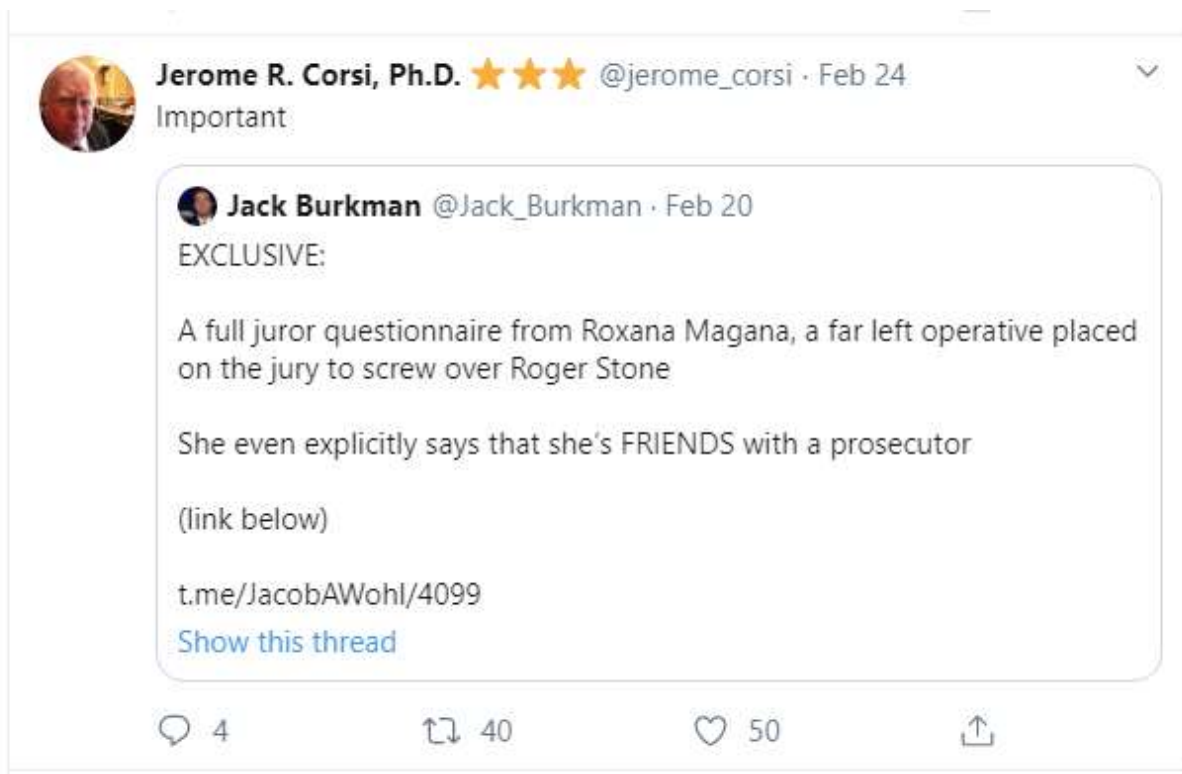 Jerome R. Corsi, Ph.D. ⭐⭐⭐ @jerome_corsi · Feb 24
Important
Jack Burkman @Jack_Burkman · Feb 20
EXCLUSIVE:
A full juror questionnaire from Roxana Magana, a far left operative placed
on the jury to screw over Roger Stone
She even explicitly says that she's FRIENDS with a prosecutor
(link below)
t.me/JacobAWohl/4099
Show this thread
4 40 50